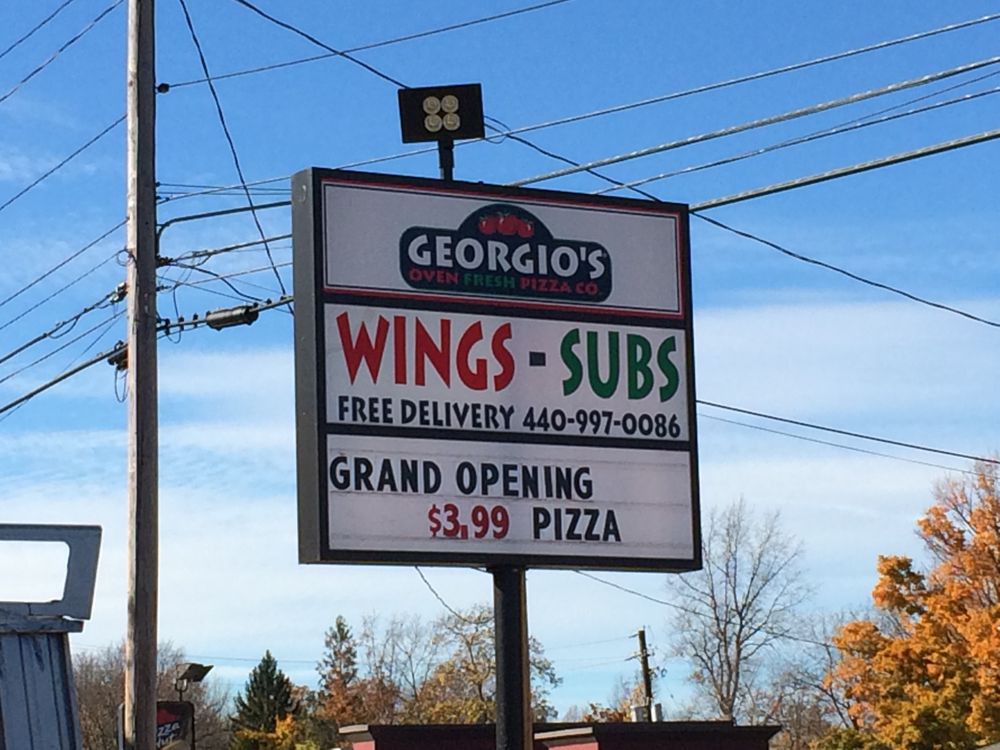 GEORGIO'S
OVEN FRESH PIZZA CO.
WINGS - SUBS
FREE DELIVERY 440-997-0086
GRAND OPENING
$3.99 PIZZA